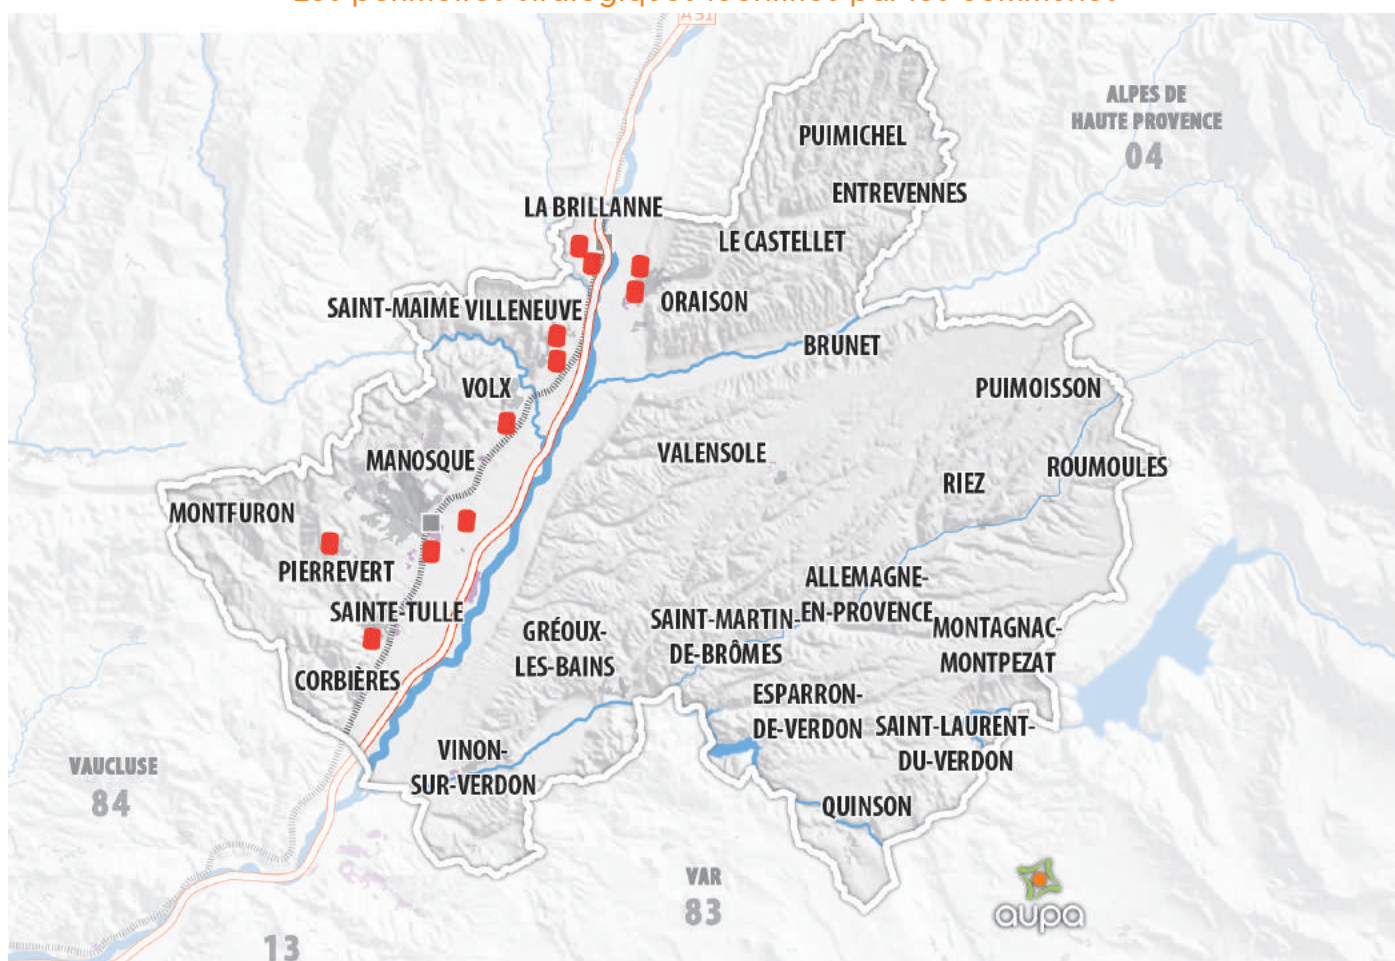 A51
ALPES DE
HAUTE PROVENCE
04
PUIMICHEL
ENTREVENNES
LA BRILLANNE
LE CASTELLET
SAINT-MAIME
VILLENEUVE
ORAISON
BRUNET
VOLX
PUIMOISSON
MANOSQUE
VALENSOLE
RIEZ
ROUMOULES
MONTFURON
PIERREVERT
ALLEMAGNE-
EN-PROVENCE
SAINTE-TULLE
GRÉOUX-
LES-BAINS
SAINT-MARTIN-
DE-BRÔMES
MONTAGNAC-
MONTPEZAT
CORBIÈRES
ESPARRON-
DE-VERDON
SAINT-LAURENT-
DU-VERDON
VINON-
SUR-VERDON
VAUCLUSE
84
QUINSON
VAR
83
aupa
13